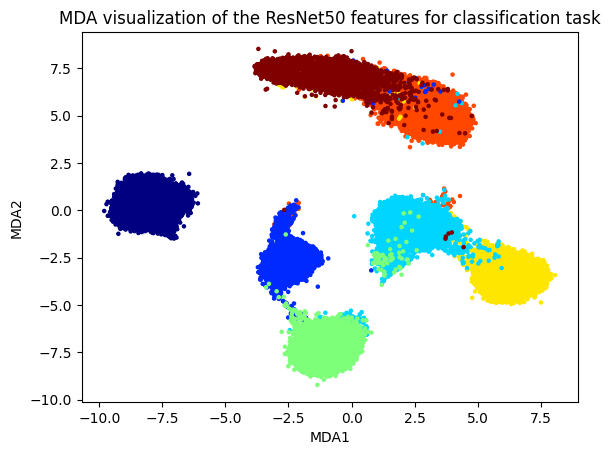 MDA visualization of the ResNet50 features for classification task
7.5
5.0
2.5
0.0
−2.5
−5.0
−7.5
−10.0
MDA2
−10.0 −7.5 −5.0 −2.5 0.0 2.5 5.0 7.5
MDA1